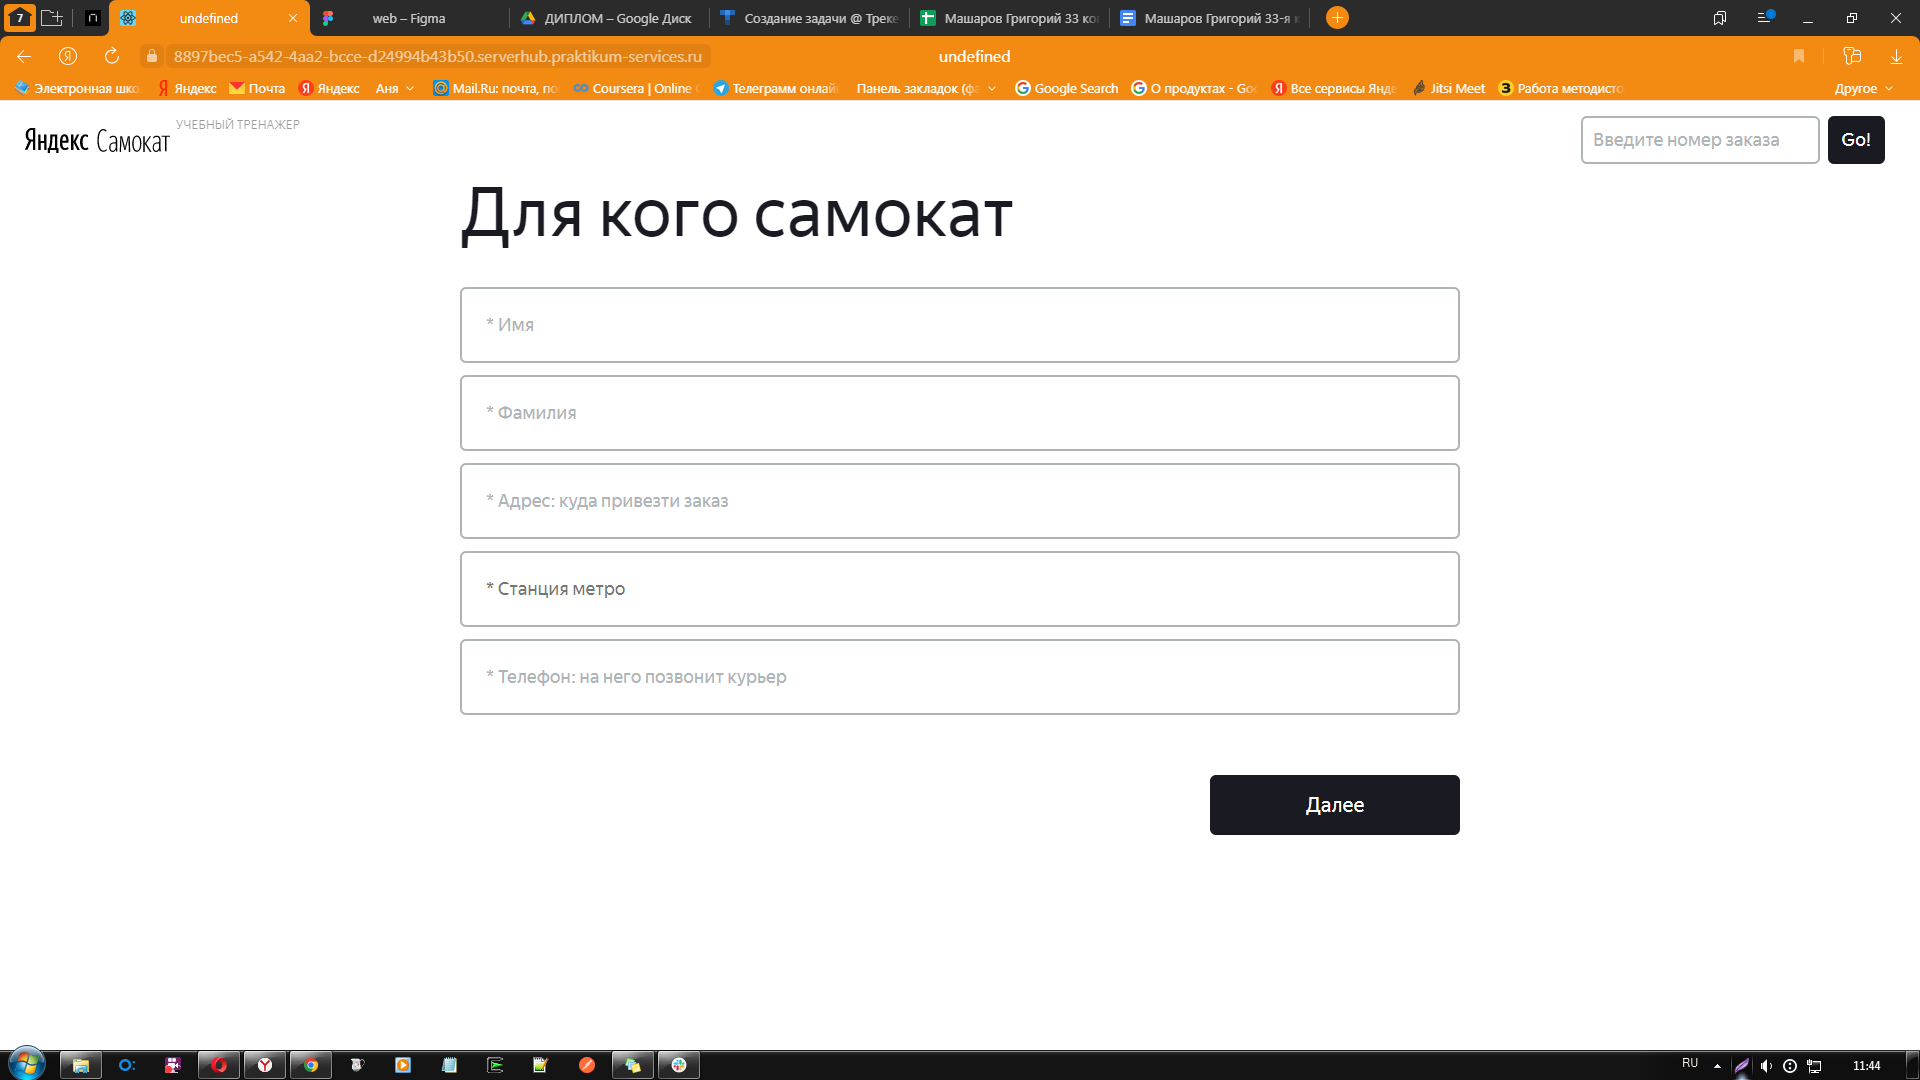 7
undefined
web – Figma
ДИПЛОМ – Google Диск
Создание задачи @ Треке
Машаров Григорий 33 ког
Машаров Григорий 33-я к
8897bec5-a542-4aa2-bcce-d24994b43b50.serverhub.praktikum-services.ru
undefined
Электронная шко
Яндекс
Почта
Яндекс
Аня
Mail.Ru: почта, по
Coursera | Online
Телеграмм онлай
Панель закладок (фа
Google Search
О продуктах - Goo
Все сервисы Янде
Jitsi Meet
Работа методисто
Другое
Яндекс Самокат
УЧЕБНЫЙ ТРЕНАЖЕР
Введите номер заказа
Go!
Для кого самокат
* Имя
* Фамилия
* Адрес: куда привезти заказ
* Станция метро
* Телефон: на него позвонит курьер
Далее
RU
11:44